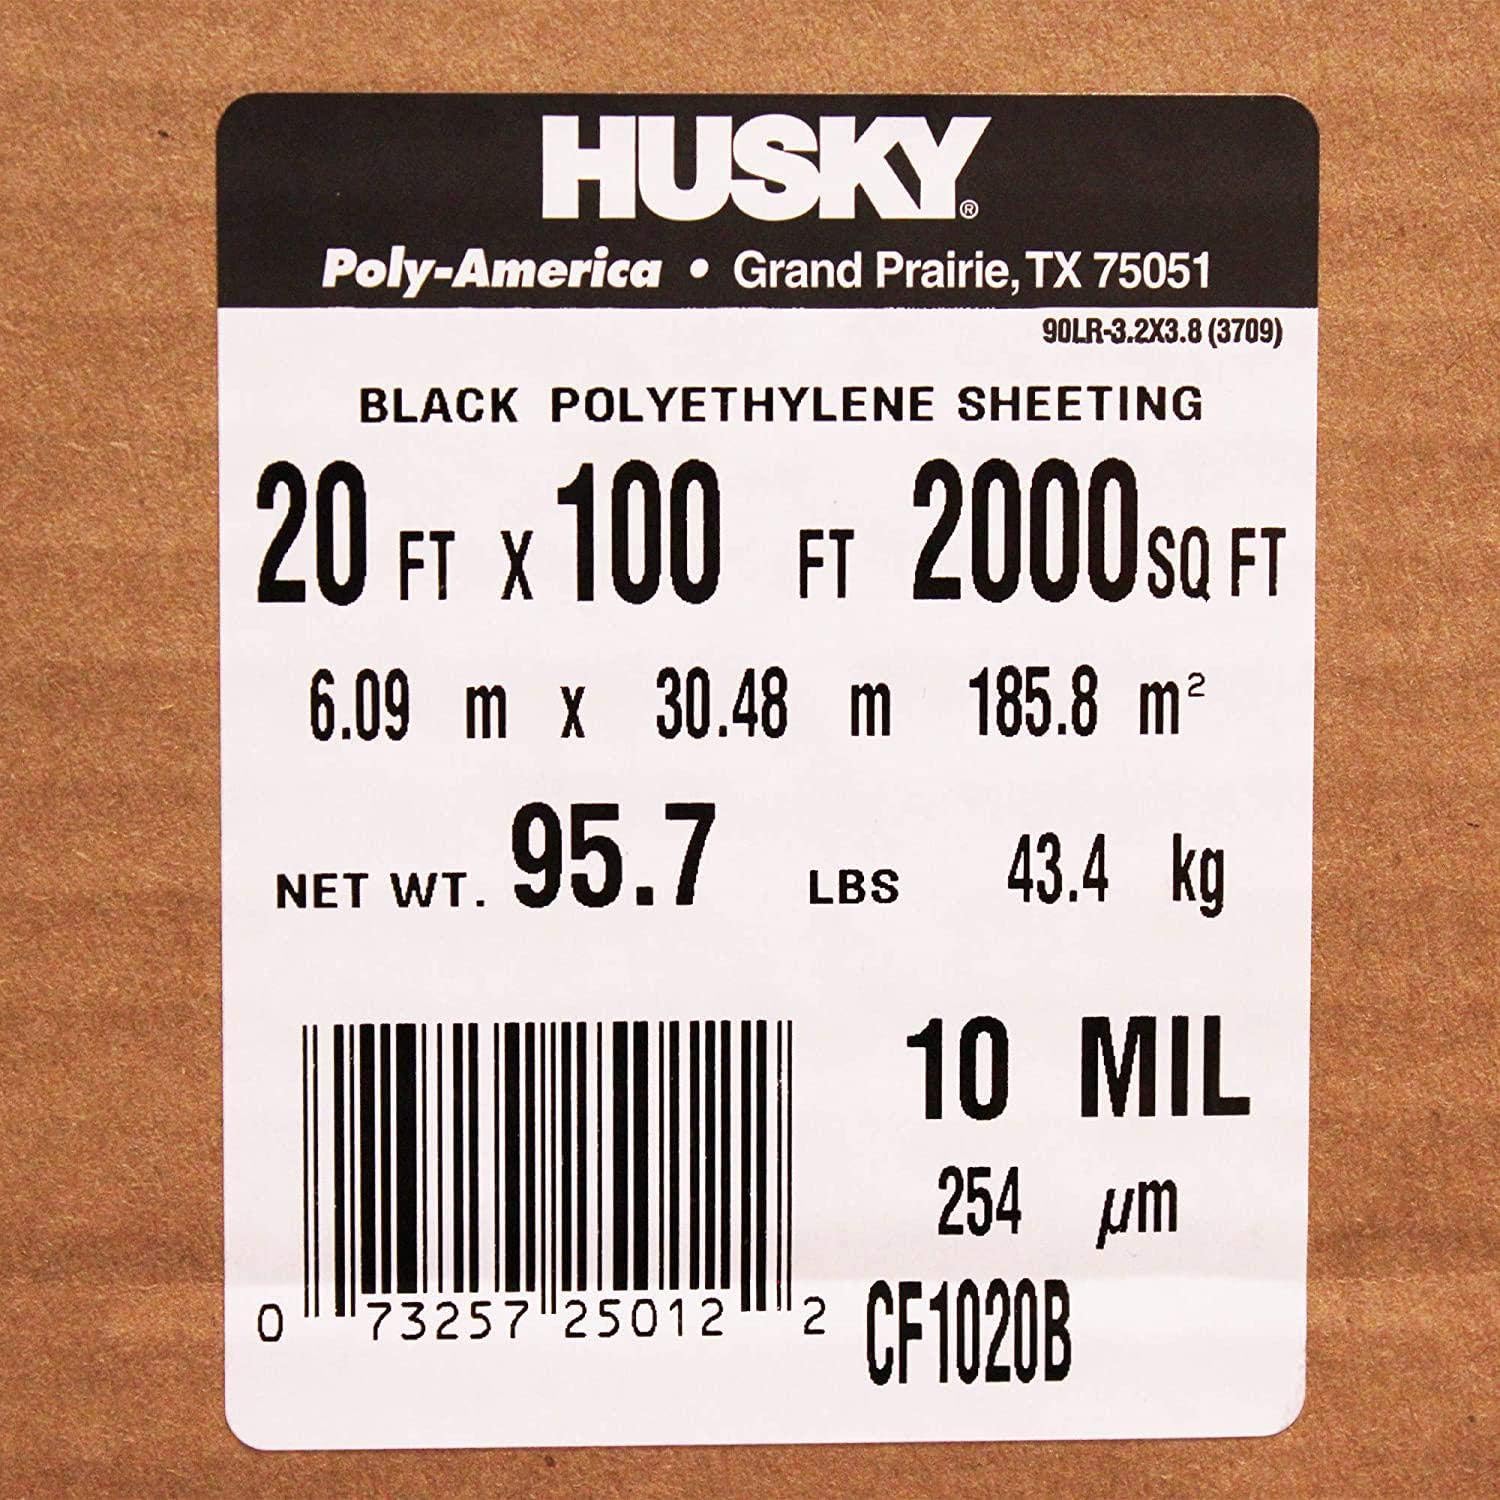 HUSKY®
Poly-America • Grand Prairie, TX 75051
90LR-3.2X3.8 (3709)
BLACK POLYETHYLENE SHEETING
20 FT X 100 FT 2000 SQ FT
6.09 m x 30.48 m 185.8 m²
NET WT. 95.7 LBS 43.4 kg
10 MIL
254 µm
CF1020B
0 73257 25012 2